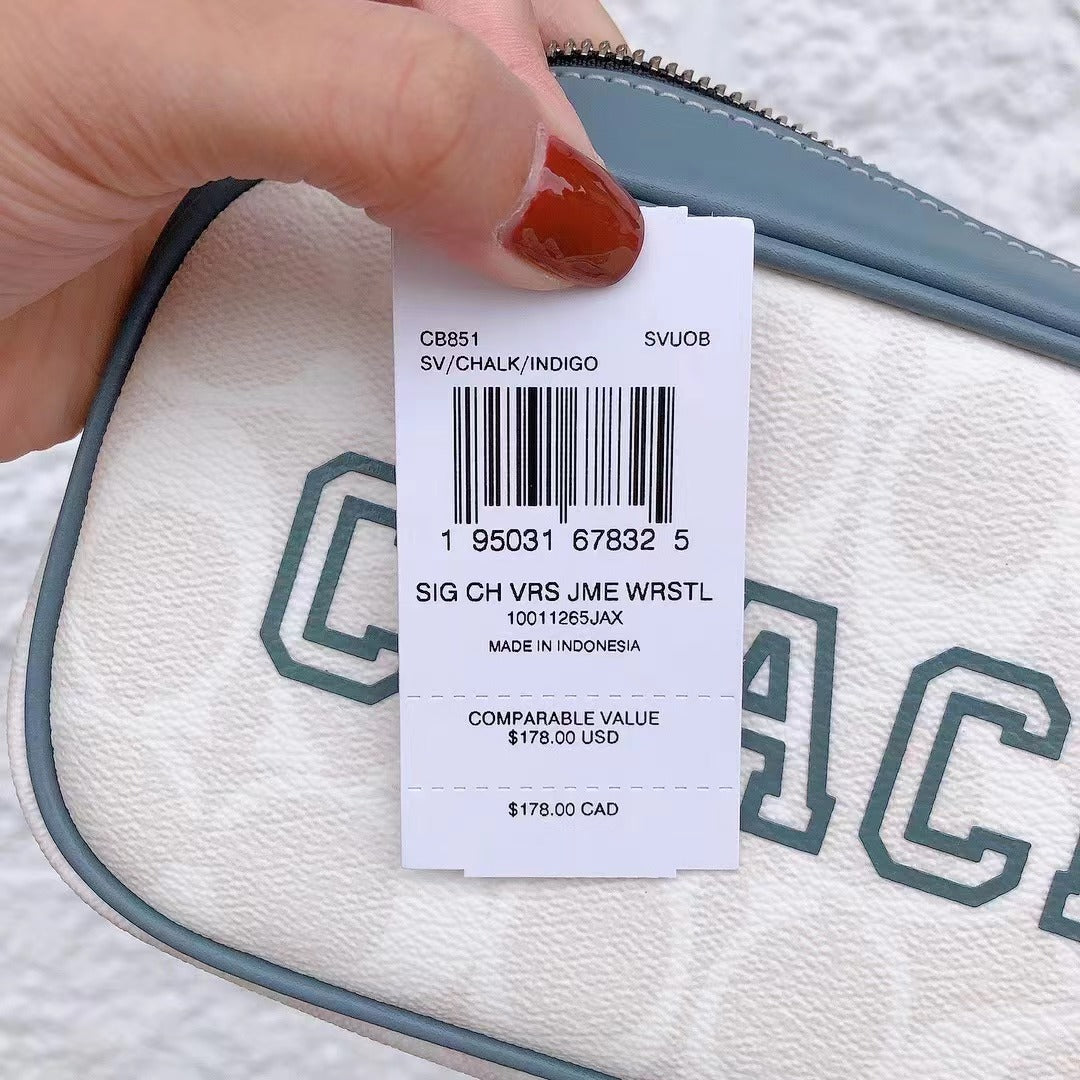 CB851 SVUOB
SV/CHALK/INDIGO
1 95031 67832 5
SIG CH VRS JME WRSTL
10011265JAX
MADE IN INDONESIA
COMPARABLE VALUE
$178.00 USD
$178.00 CAD
C AC